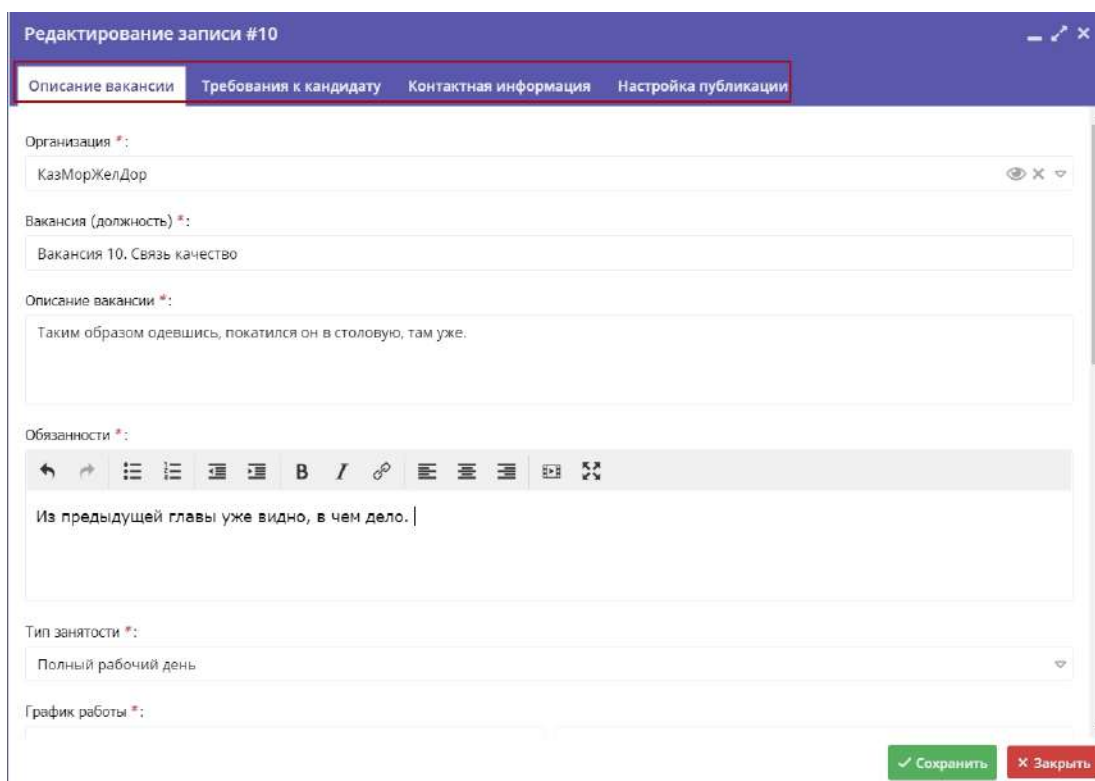 Редактирование записи #10
Описание вакансии Требования к кандидату Контактная информация Настройка публикации
Организация *:
КазМорЖелДор
Вакансия (должность) *:
Вакансия 10. Связь качество
Описание вакансии *:
Таким образом одевшись, покатился он в столовую, там уже.
Обязанности *:
Из предыдущей главы уже видно, в чем дело.
Тип занятости *:
Полный рабочий день
График работы *:
Сохранить Закрыть